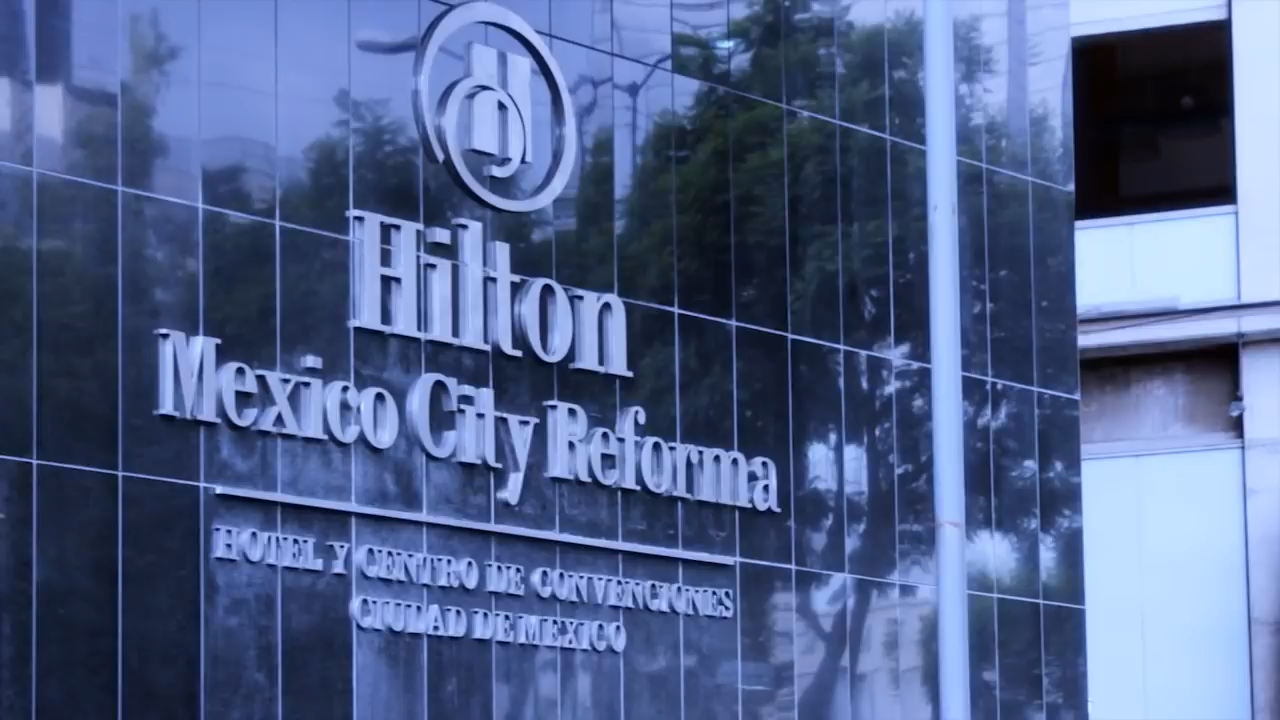 Hilton
Mexico City Reforma
HOTEL Y CENTRO DE CONVENCIONES
CIUDAD DE MEXICO